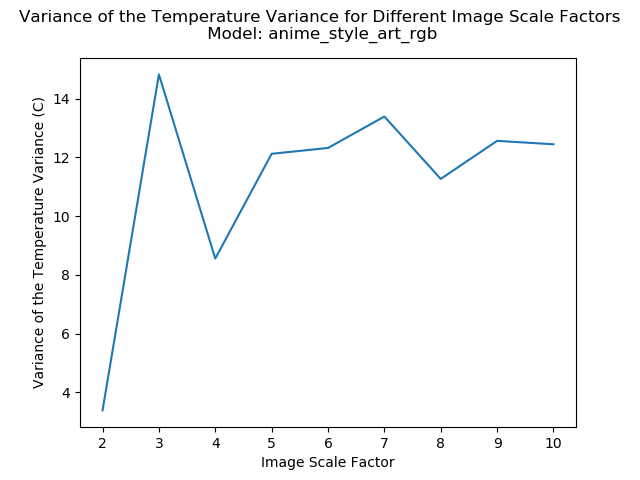 Variance of the Temperature Variance for Different Image Scale Factors
Model: anime_style_art_rgb
Variance of the Temperature Variance (C)
14
12
10
8
6
4
2 3 4 5 6 7 8 9 10
Image Scale Factor